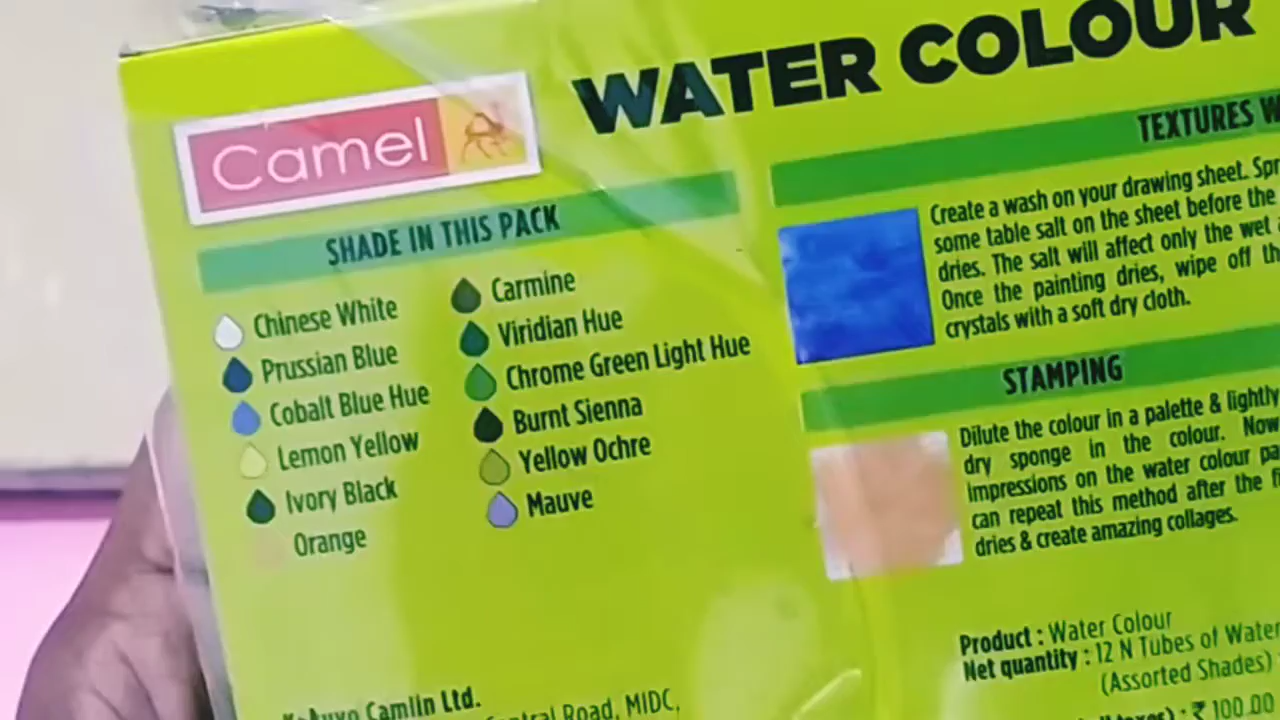 Camel
WATER COLOUR
SHADE IN THIS PACK
Chinese White
Prussian Blue
Cobalt Blue Hue
Lemon Yellow
Ivory Black
Orange
Carmine
Viridian Hue
Chrome Green Light Hue
Burnt Sienna
Yellow Ochre
Mauve
TEXTURES
Create a wash on your drawing sheet.
some table salt on the sheet before the
dries. The salt will affect only the wet
Once the painting dries, wipe off
crystals with a soft dry cloth.
STAMPING
Dilute the colour in a palette & lightly
dry sponge in the colour. Now
impressions on the water colour
can repeat this method after the
dries & create amazing collages.
Product : Water Colour
Net quantity : 12 N Tubes of Water
(Assorted Shades)
: ₹ 100.00
Camlin Ltd.
Road, MIDC,